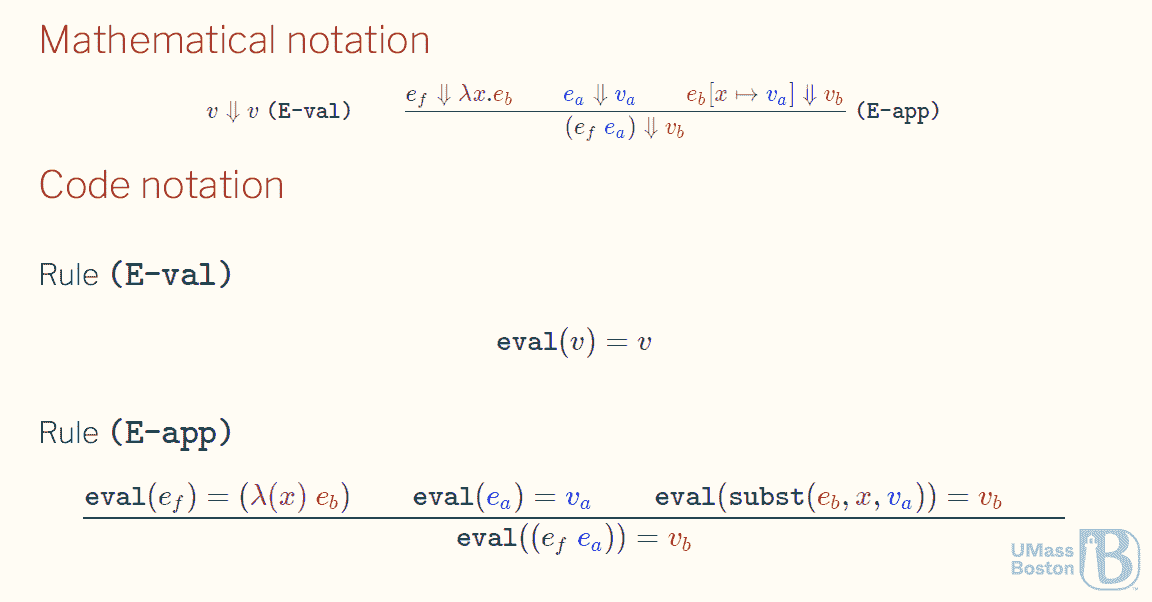 Mathematical notation
v ⇓ v (E-val)
e_f ⇓ λx.e_b e_a ⇓ v_a e_b[x ↦ v_a] ⇓ v_b
(e_f e_a) ⇓ v_b
(E-app)
Code notation
Rule (E-val)
eval(v) = v
Rule (E-app)
eval(e_f) = (λ(x) e_b) eval(e_a) = v_a eval(subst(e_b, x, v_a)) = v_b
eval((e_f e_a)) = v_b
UMass
Boston
B